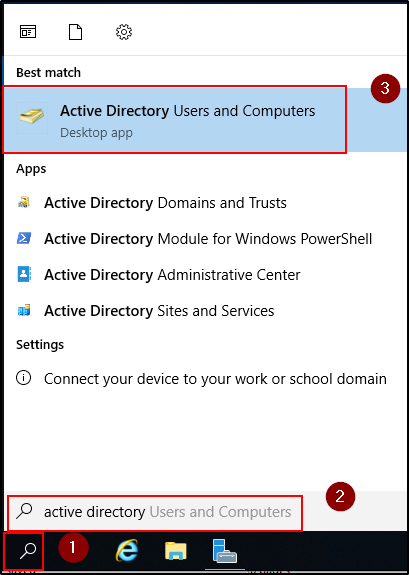 Best match
Active Directory Users and Computers
Desktop app
3
Apps
Active Directory Domains and Trusts
Active Directory Module for Windows PowerShell
Active Directory Administrative Center
Active Directory Sites and Services
Settings
Connect your device to your work or school domain
active directory Users and Computers
2
1